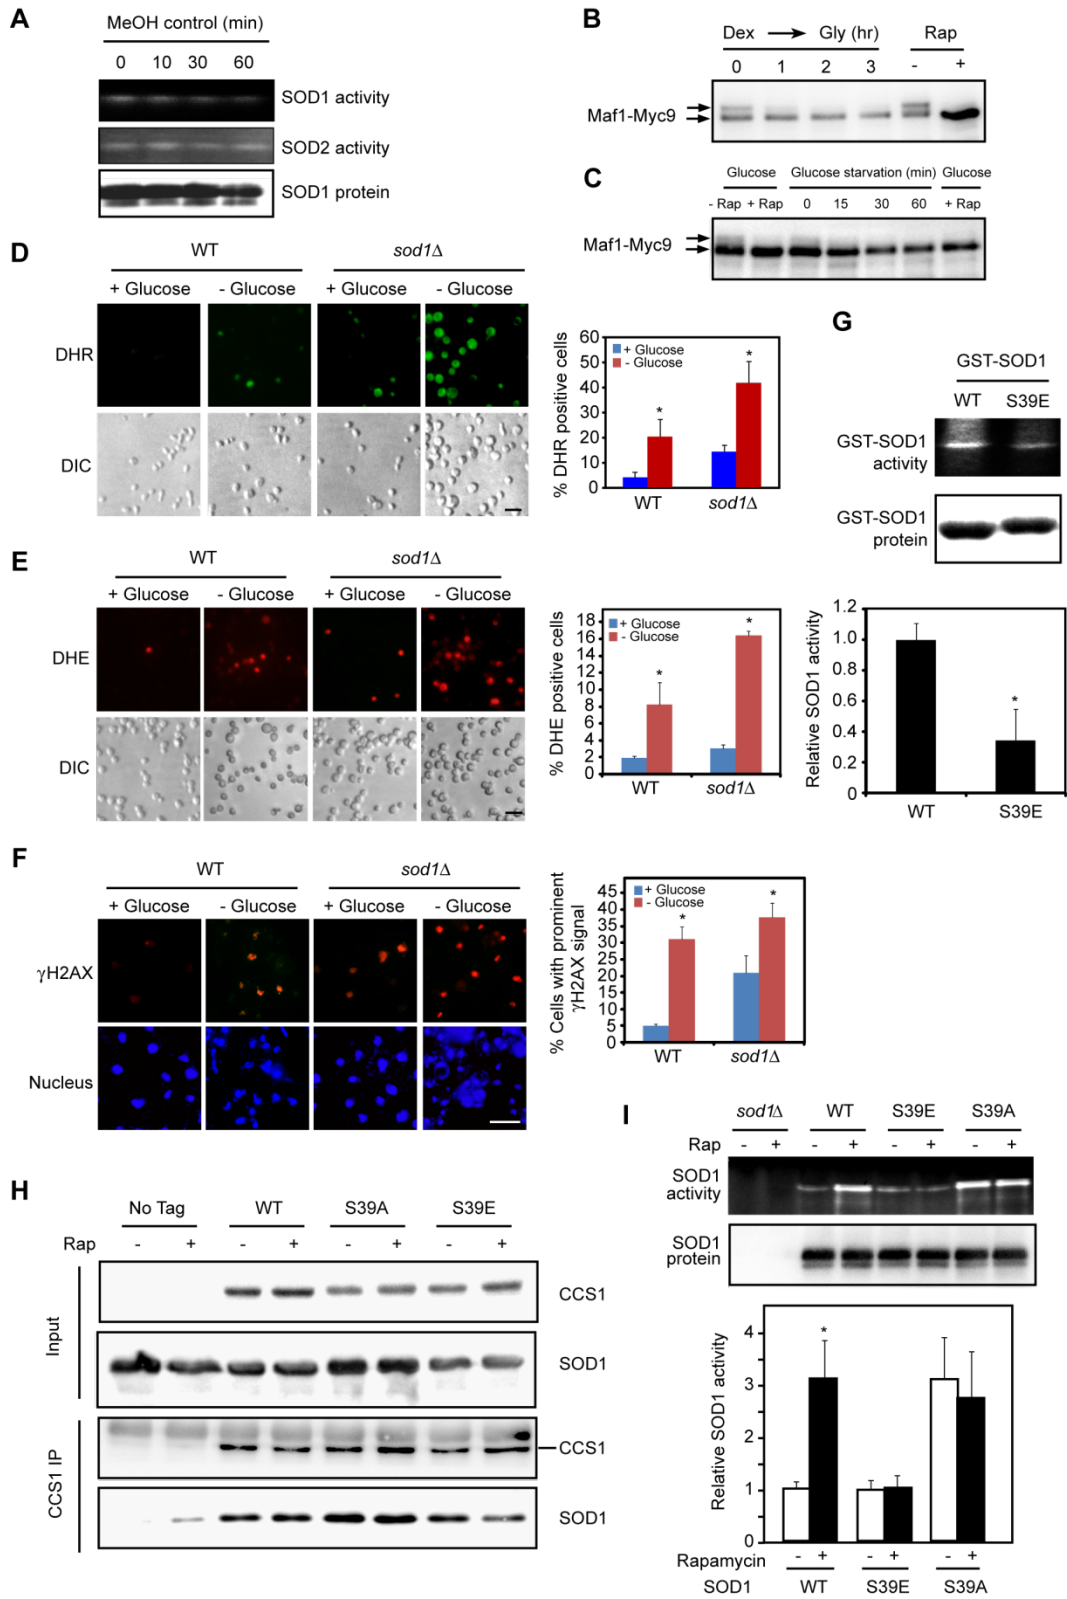 A
MeOH control (min)
0 10 30 60
SOD1 activity
SOD2 activity
SOD1 protein
B
Dex → Gly (hr) Rap
0 1 2 3 - +
Maf1-Myc9
C
Glucose Glucose starvation (min) Glucose
- Rap + Rap 0 15 30 60 + Rap
Maf1-Myc9
D
WT sod1Δ
+ Glucose - Glucose + Glucose - Glucose
DHR
DIC
% DHR positive cells
60
50
40
30
20
10
0
+ Glucose
- Glucose
* *
WT sod1Δ
E
WT sod1Δ
+ Glucose - Glucose + Glucose - Glucose
DHE
DIC
% DHE positive cells
18
16
14
12
10
8
6
4
2
0
+ Glucose
- Glucose
* *
WT sod1Δ
F
WT sod1Δ
+ Glucose - Glucose + Glucose - Glucose
γH2AX
Nucleus
% Cells with prominent
γH2AX signal
45
40
35
30
25
20
15
10
5
0
+ Glucose
- Glucose
* *
WT sod1Δ
G
GST-SOD1
WT S39E
GST-SOD1
activity
GST-SOD1
protein
Relative SOD1 activity
1.2
1.0
0.8
0.6
0.4
0.2
0
*
WT S39E
H
No Tag WT S39A S39E
Rap - + - + - + - +
Input
CCS1
SOD1
CCS1 IP
CCS1
SOD1
I
sod1Δ WT S39E S39A
Rap - + - + - + - +
SOD1
activity
SOD1
protein
Relative SOD1 activity
4
3
2
1
0
*
Rapamycin - + - + - +
SOD1 WT S39E S39A